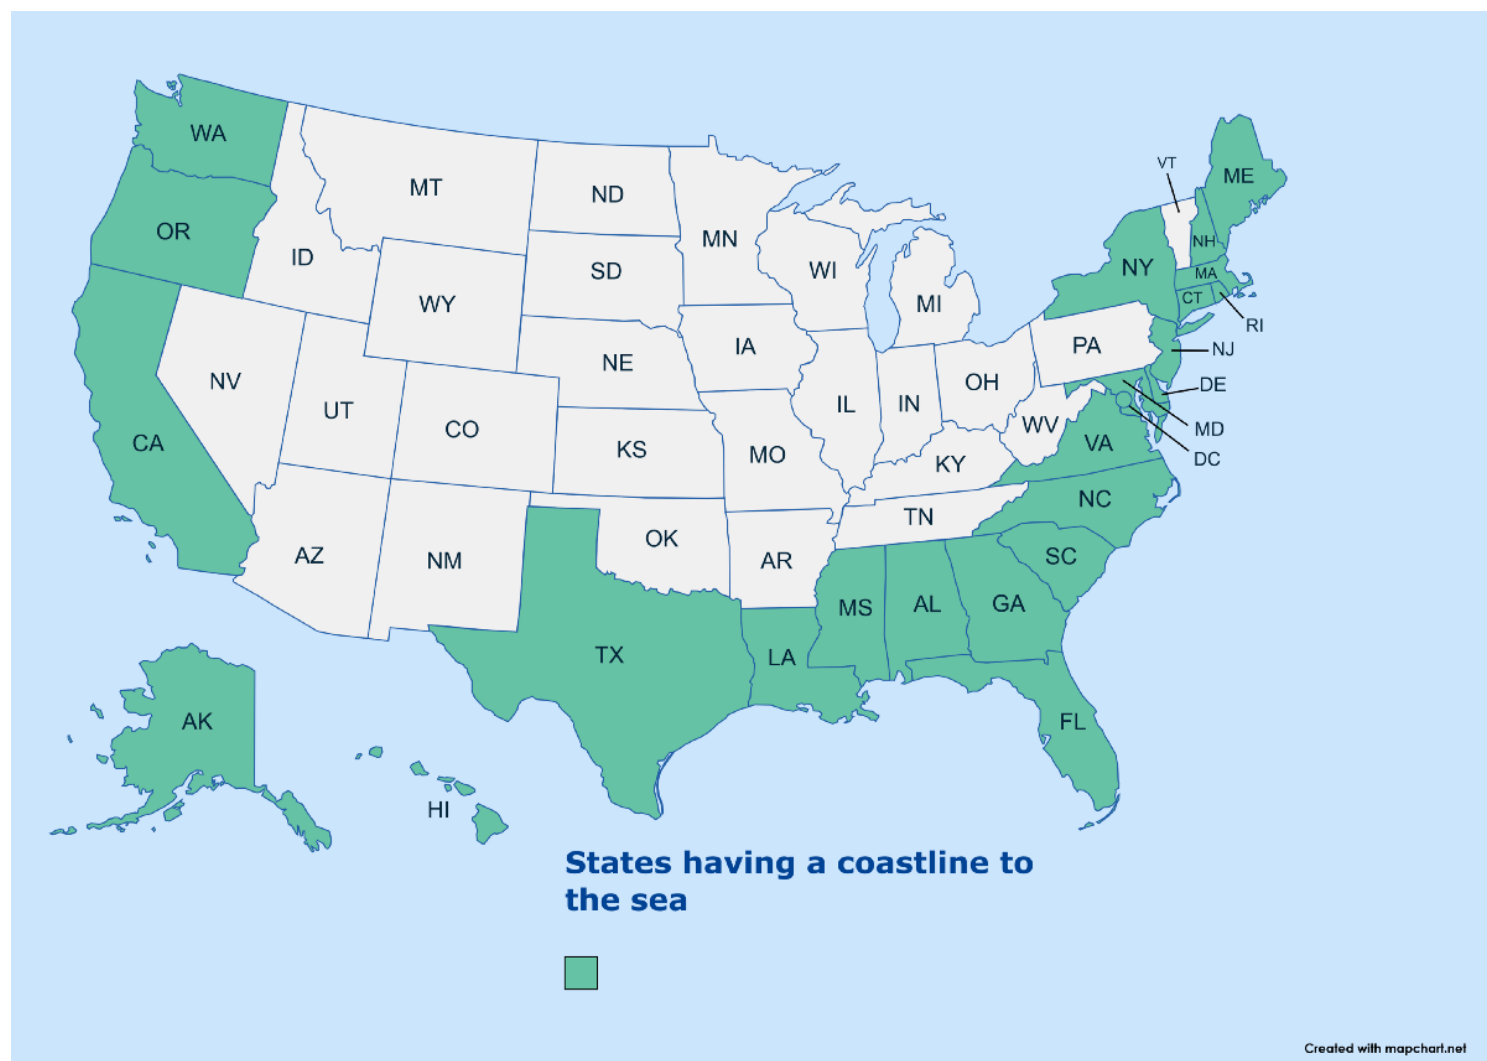 WA
OR
CA
NV
ID
MT
WY
UT
AZ
CO
NM
ND
SD
NE
KS
OK
TX
MN
IA
MO
AR
LA
WI
IL
MI
IN
OH
KY
TN
MS
AL
GA
FL
SC
NC
VA
WV
PA
NY
VT
NH
ME
MA
CT
RI
NJ
DE
MD
DC
AK
HI
States having a coastline to
the sea
Created with mapchart.net